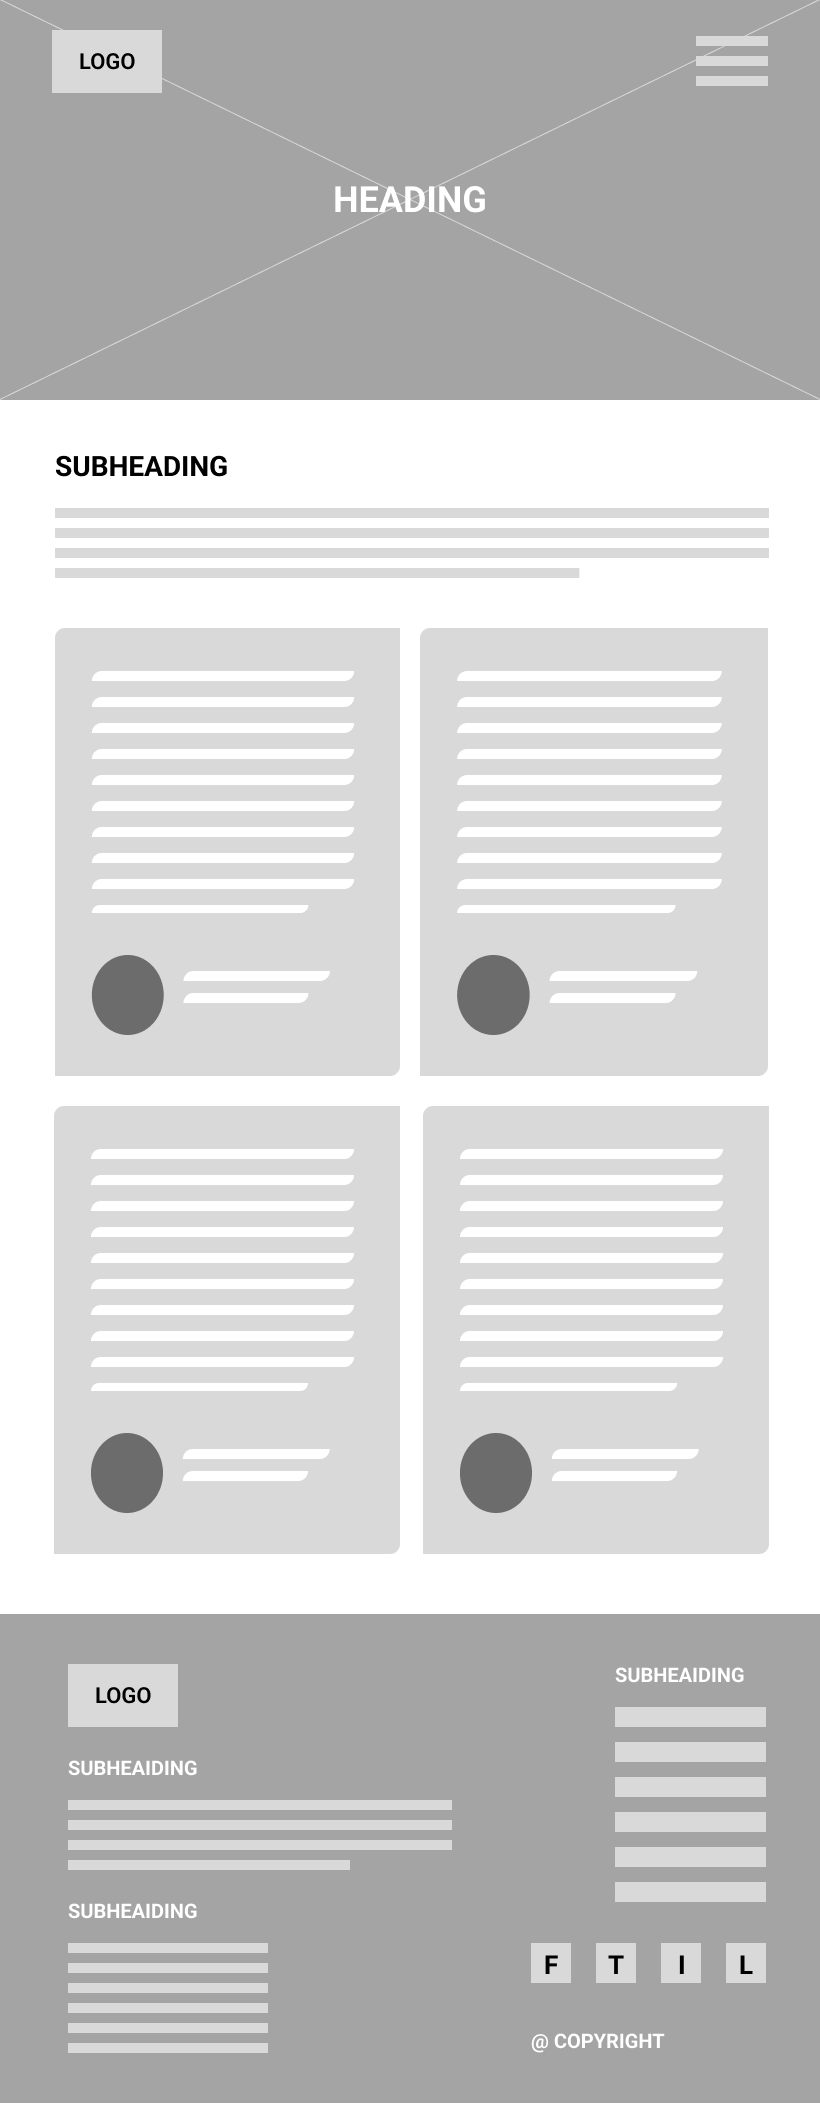 LOGO
HEADING
SUBHEADING
LOGO
SUBHEAIDING
SUBHEAIDING
SUBHEAIDING
F T I L
@ COPYRIGHT